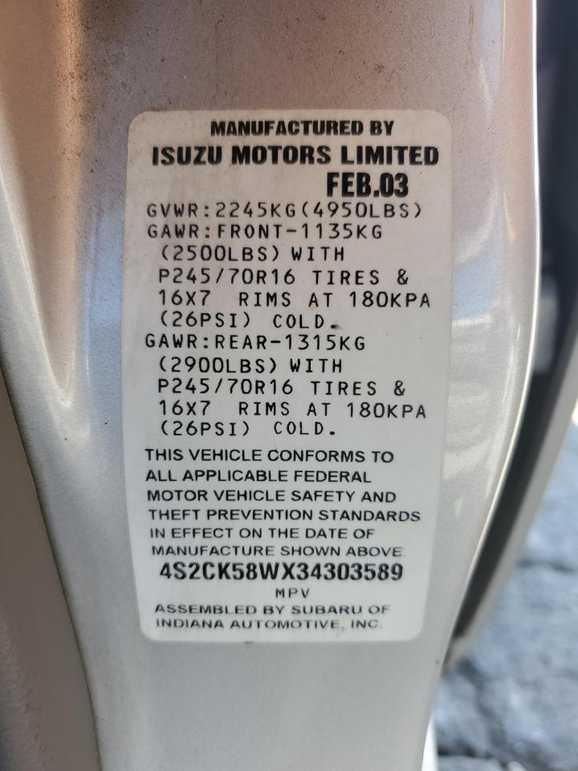 MANUFACTURED BY
ISUZU MOTORS LIMITED
FEB.03
GVWR:2245KG(4950LBS)
GAWR:FRONT-1135KG
(2500LBS) WITH
P245/70R16 TIRES &
16X7 RIMS AT 180KPA
(26PSI) COLD.
GAWR:REAR-1315KG
(2900LBS) WITH
P245/70R16 TIRES &
16X7 RIMS AT 180KPA
(26PSI) COLD.
THIS VEHICLE CONFORMS TO
ALL APPLICABLE FEDERAL
MOTOR VEHICLE SAFETY AND
THEFT PREVENTION STANDARDS
IN EFFECT ON THE DATE OF
MANUFACTURE SHOWN ABOVE.
4S2CK58WX34303589
MPV
ASSEMBLED BY SUBARU OF
INDIANA AUTOMOTIVE, INC.